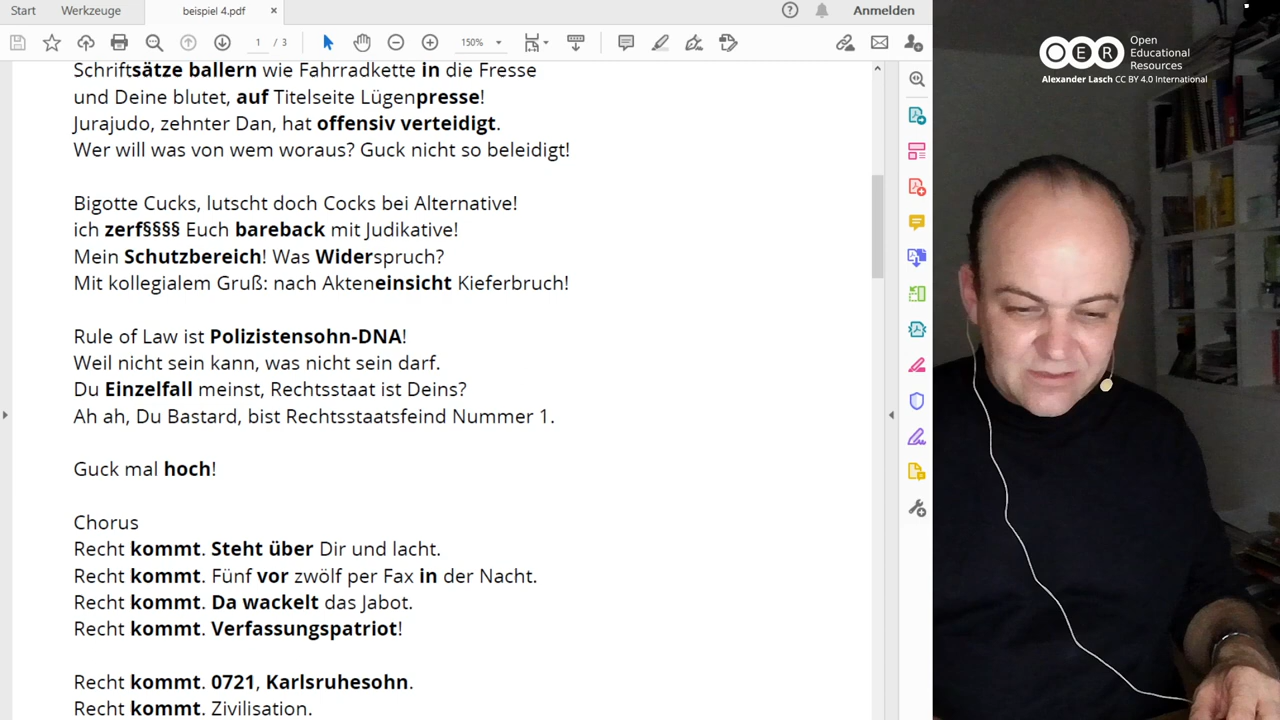 Start
Werkzeuge
beispiel 4.pdf
×
Anmelden
1 / 3
150%
Schriftsätze ballern wie Fahrradkette in die Fresse
und Deine blutet, auf Titelseite Lügenpresse!
Jurajudo, zehnter Dan, hat offensiv verteidigt.
Wer will was von wem woraus? Guck nicht so beleidigt!
Bigotte Cucks, lutscht doch Cocks bei Alternative!
ich zerf§§§§ Euch bareback mit Judikative!
Mein Schutzbereich! Was Widerspruch?
Mit kollegialem Gruß: nach Akteneinsicht Kieferbruch!
Rule of Law ist Polizistensohn-DNA!
Weil nicht sein kann, was nicht sein darf.
Du Einzelfall meinst, Rechtsstaat ist Deins?
Ah ah, Du Bastard, bist Rechtsstaatsfeind Nummer 1.
Guck mal hoch!
Chorus
Recht kommt. Steht über Dir und lacht.
Recht kommt. Fünf vor zwölf per Fax in der Nacht.
Recht kommt. Da wackelt das Jabot.
Recht kommt. Verfassungspatriot!
Recht kommt. 0721, Karlsruhesohn.
Recht kommt. Zivilisation.
OER
Open
Educational
Resources
Alexander Lasch CC BY 4.0 International